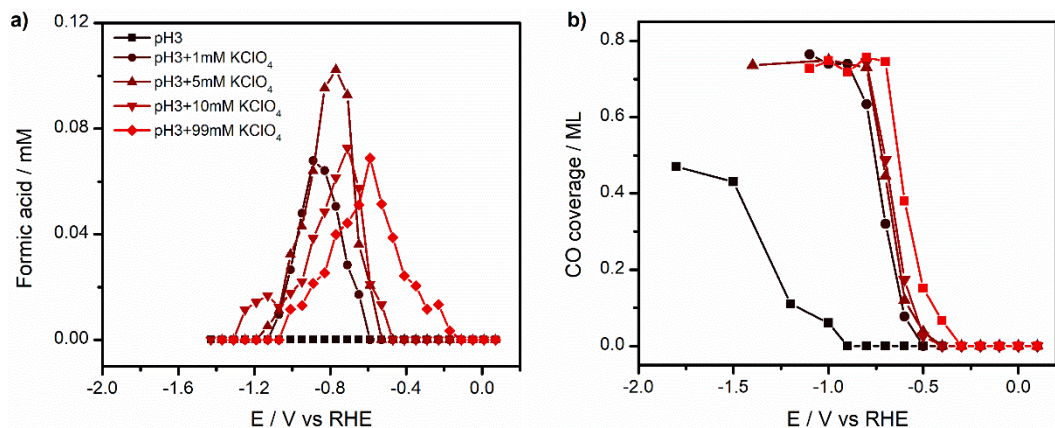 a)
0.12
0.08
0.04
0.00
Formic acid / mM
pH3
pH3+1mM KClO₄
pH3+5mM KClO₄
pH3+10mM KClO₄
pH3+99mM KClO₄
-2.0 -1.6 -1.2 -0.8 -0.4 0.0
E / V vs RHE
b)
0.8
0.6
0.4
0.2
0.0
CO coverage / ML
-2.0 -1.5 -1.0 -0.5 0.0
E / V vs RHE